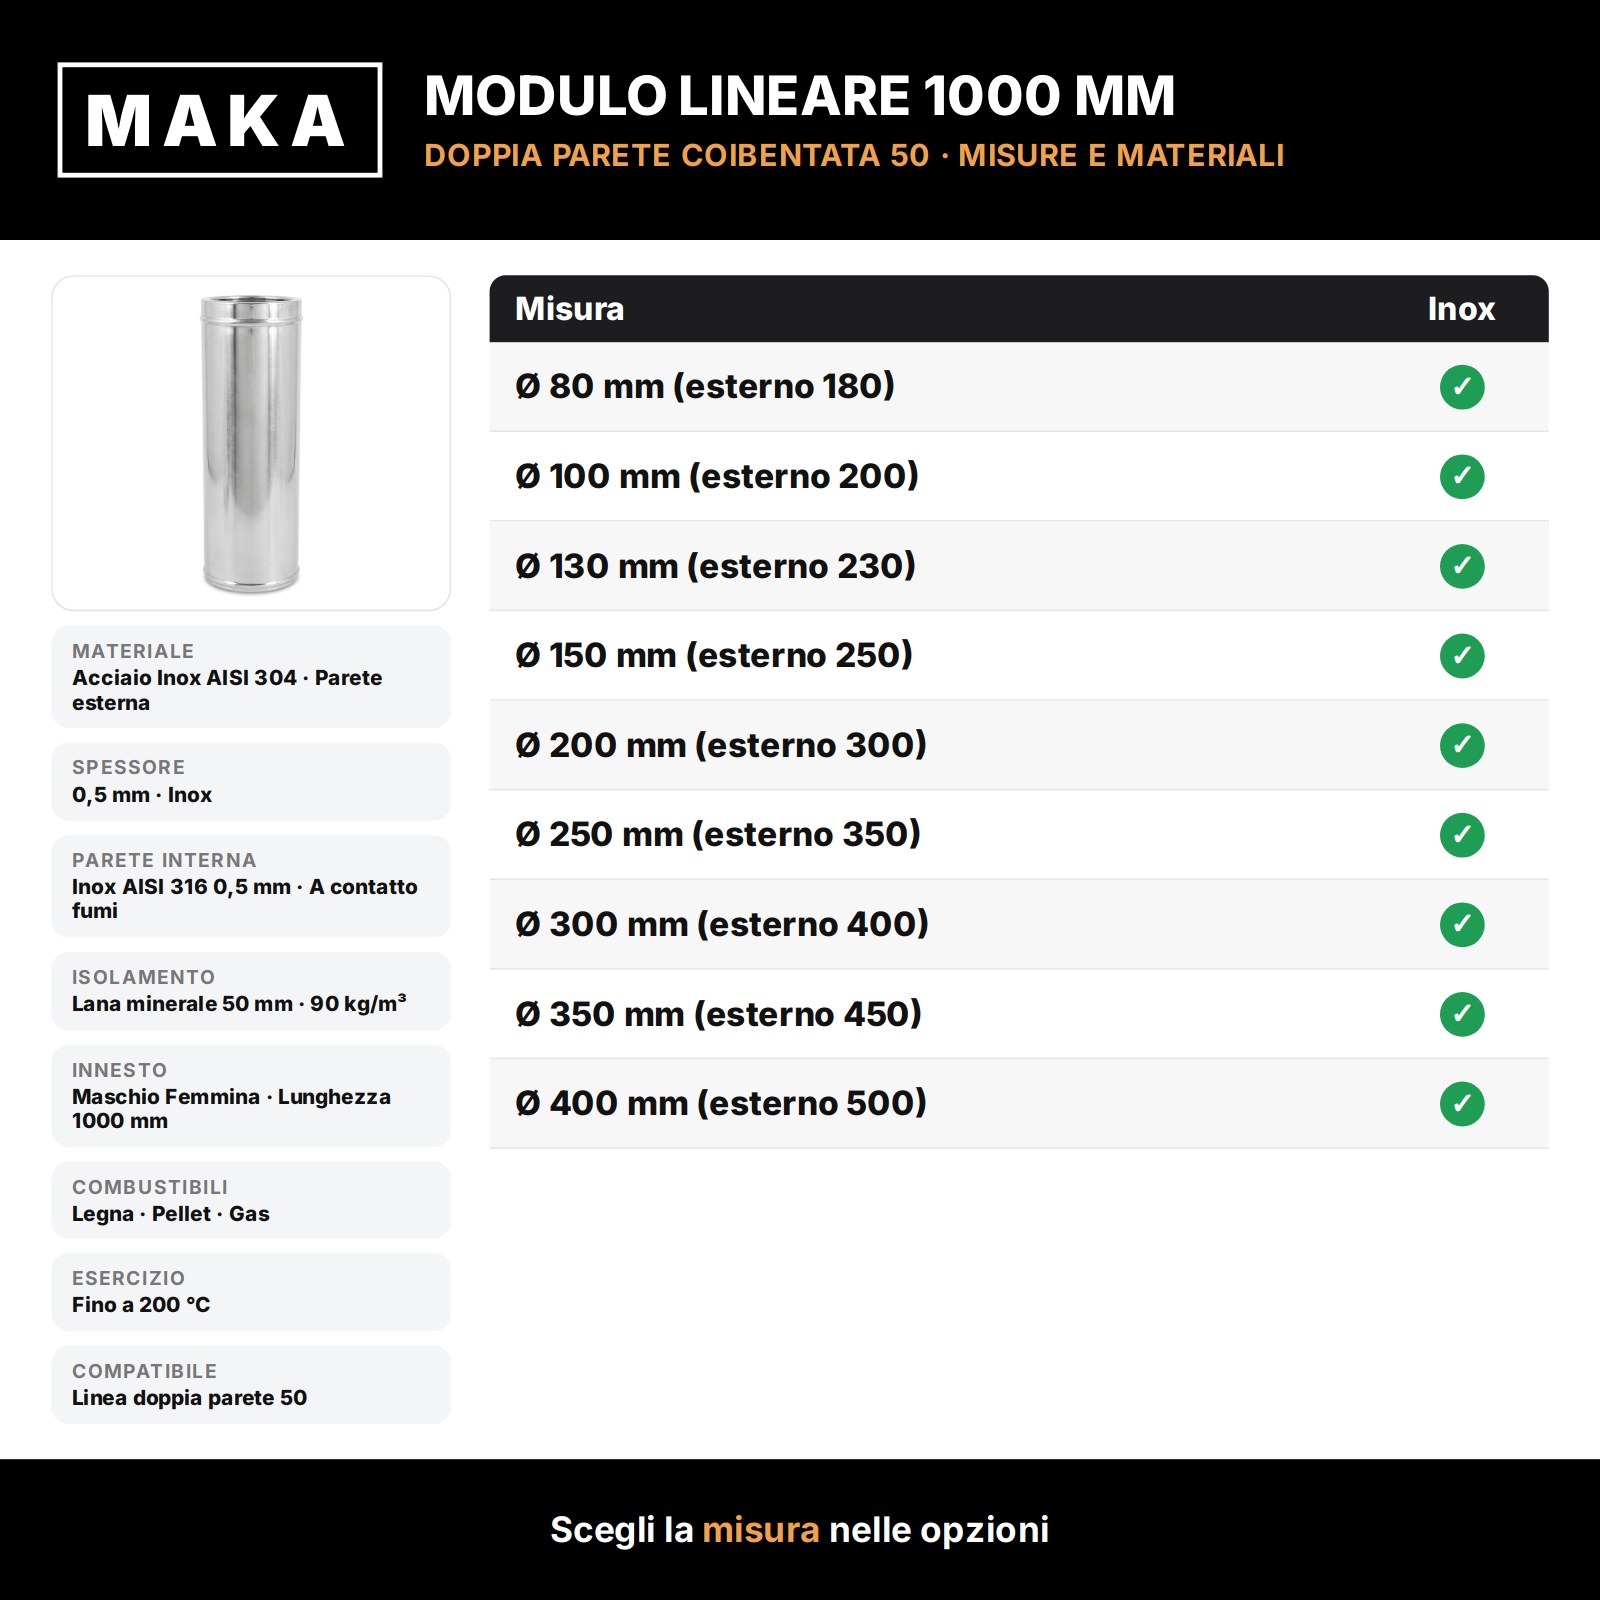 MAKA
MODULO LINEARE 1000 MM
DOPPIA PARETE COIBENTATA 50 · MISURE E MATERIALI
MATERIALE
Acciaio Inox AISI 304 · Parete
esterna
SPESSORE
0,5 mm · Inox
PARETE INTERNA
Inox AISI 316 0,5 mm · A contatto
fumi
ISOLAMENTO
Lana minerale 50 mm · 90 kg/m³
INNESTO
Maschio Femmina · Lunghezza
1000 mm
COMBUSTIBILI
Legna · Pellet · Gas
ESERCIZIO
Fino a 200 °C
COMPATIBILE
Linea doppia parete 50
Misura Inox
Ø 80 mm (esterno 180) ✓
Ø 100 mm (esterno 200) ✓
Ø 130 mm (esterno 230) ✓
Ø 150 mm (esterno 250) ✓
Ø 200 mm (esterno 300) ✓
Ø 250 mm (esterno 350) ✓
Ø 300 mm (esterno 400) ✓
Ø 350 mm (esterno 450) ✓
Ø 400 mm (esterno 500) ✓
Scegli la misura nelle opzioni